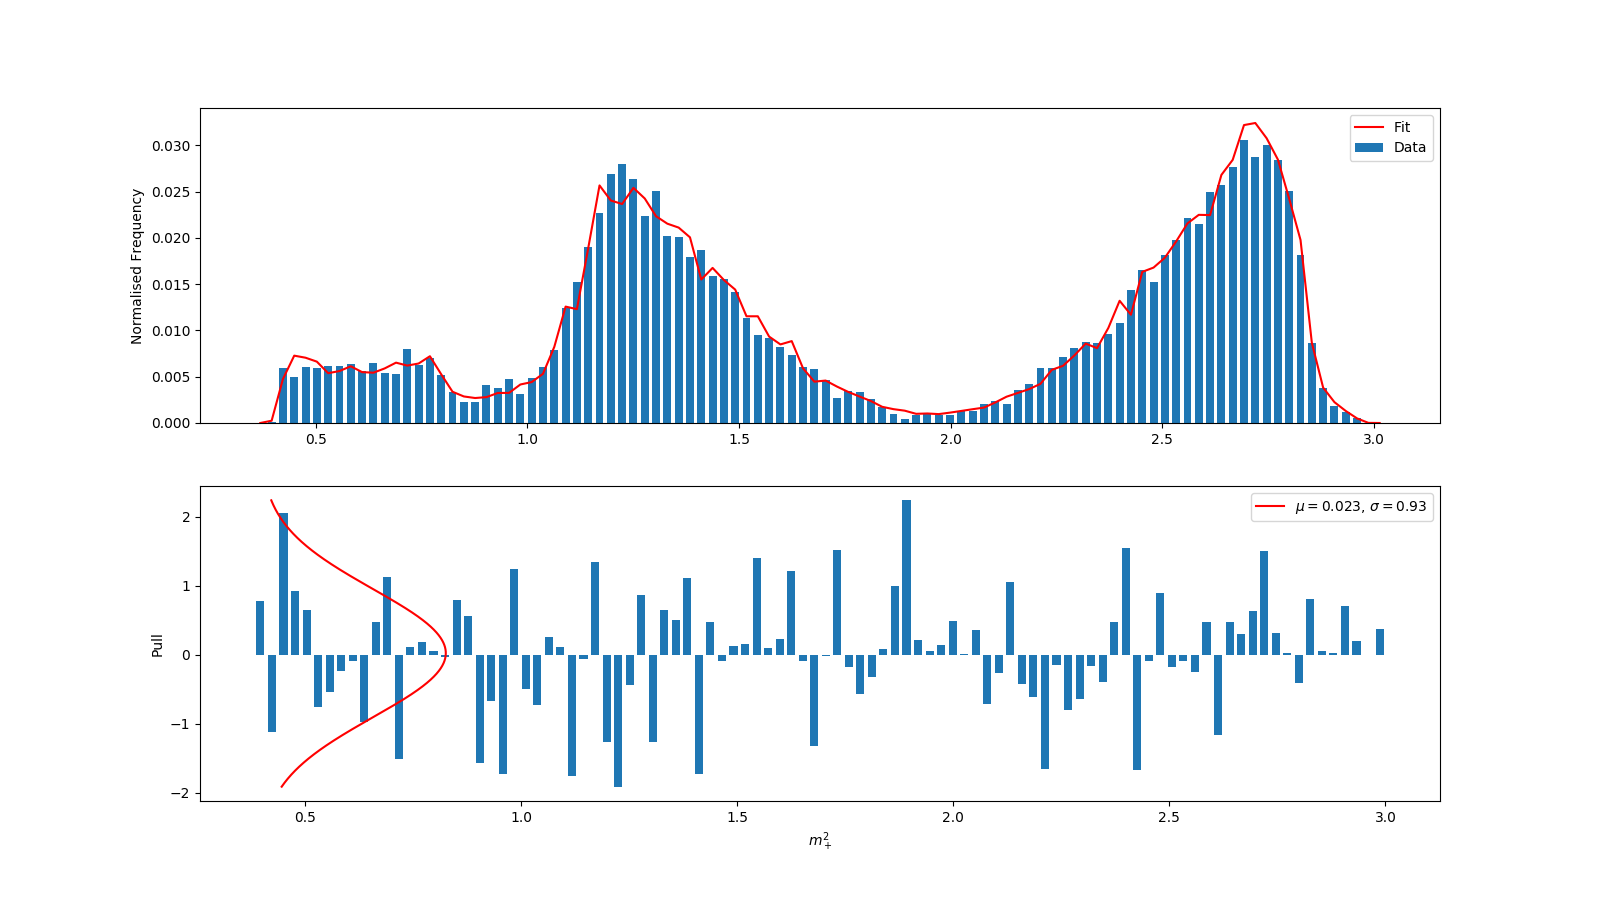 Normalised Frequency
0.030
0.025
0.020
0.015
0.010
0.005
0.000
0.5 1.0 1.5 2.0 2.5 3.0
Fit
Data
Pull
2
1
0
−1
−2
0.5 1.0 1.5 2.0 2.5 3.0
μ = 0.023, σ = 0.93
m²₊